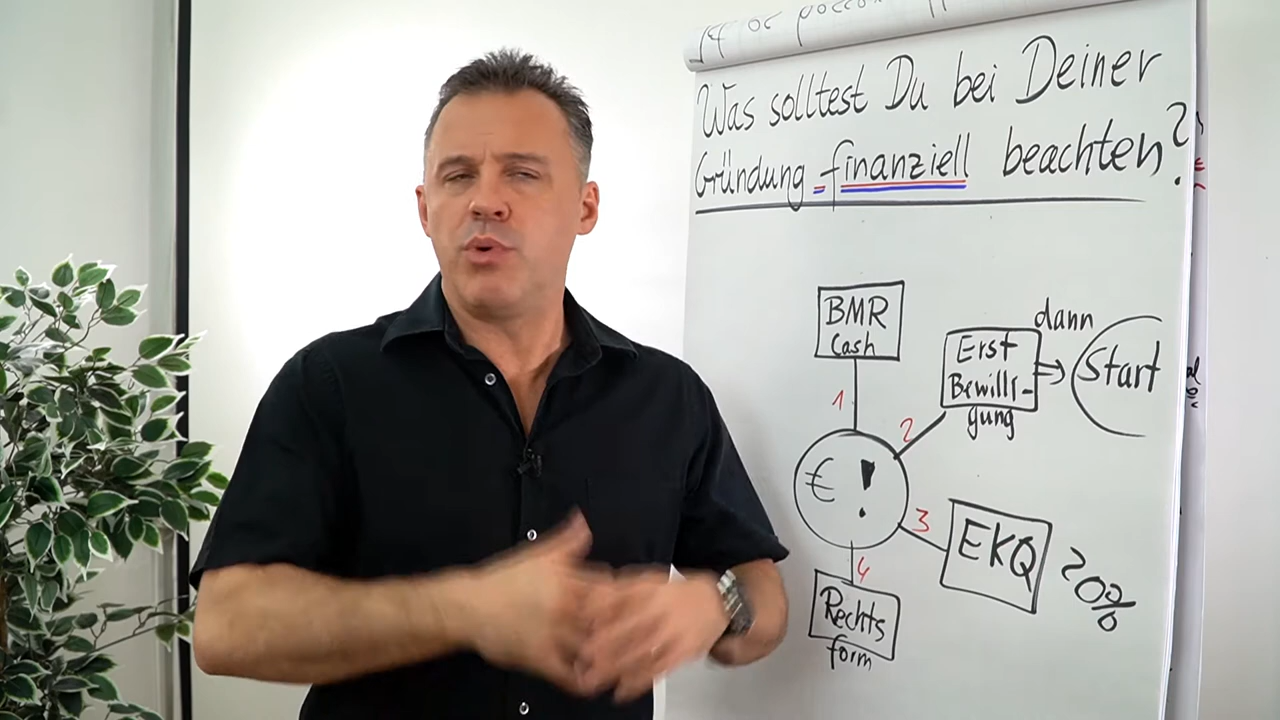 Was solltest Du bei Deiner
Gründung finanziell beachten?
BMR
Cash
1
2
Erst
Bewilli-
gung
dann
Start
€ !
3
EKQ
20%
4
Rechts
form